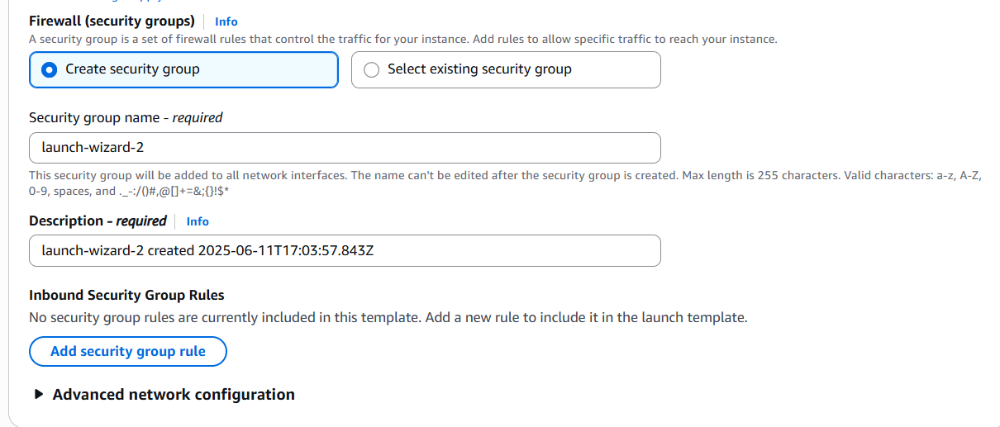 Firewall (security groups) Info
A security group is a set of firewall rules that control the traffic for your instance. Add rules to allow specific traffic to reach your instance.
Create security group
Select existing security group
Security group name - required
launch-wizard-2
This security group will be added to all network interfaces. The name can't be edited after the security group is created. Max length is 255 characters. Valid characters: a-z, A-Z,
0-9, spaces, and ._-:/()#,@[]+=&;{}!$*
Description - required Info
launch-wizard-2 created 2025-06-11T17:03:57.843Z
Inbound Security Group Rules
No security group rules are currently included in this template. Add a new rule to include it in the launch template.
Add security group rule
Advanced network configuration